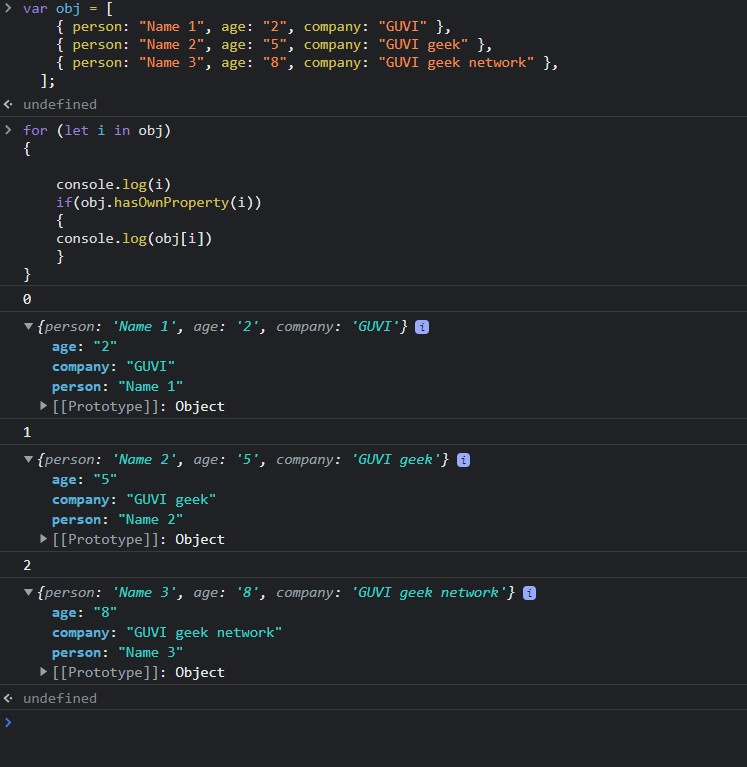 > var obj = [
{ person: "Name 1", age: "2", company: "GUVI" },
{ person: "Name 2", age: "5", company: "GUVI geek" },
{ person: "Name 3", age: "8", company: "GUVI geek network" },
];
undefined
> for (let i in obj)
{
console.log(i)
if(obj.hasOwnProperty(i))
{
console.log(obj[i])
}
}
0
▼{person: 'Name 1', age: '2', company: 'GUVI'} i
age: "2"
company: "GUVI"
person: "Name 1"
▶[[Prototype]]: Object
1
▼{person: 'Name 2', age: '5', company: 'GUVI geek'} i
age: "5"
company: "GUVI geek"
person: "Name 2"
▶[[Prototype]]: Object
2
▼{person: 'Name 3', age: '8', company: 'GUVI geek network'} i
age: "8"
company: "GUVI geek network"
person: "Name 3"
▶[[Prototype]]: Object
undefined
>